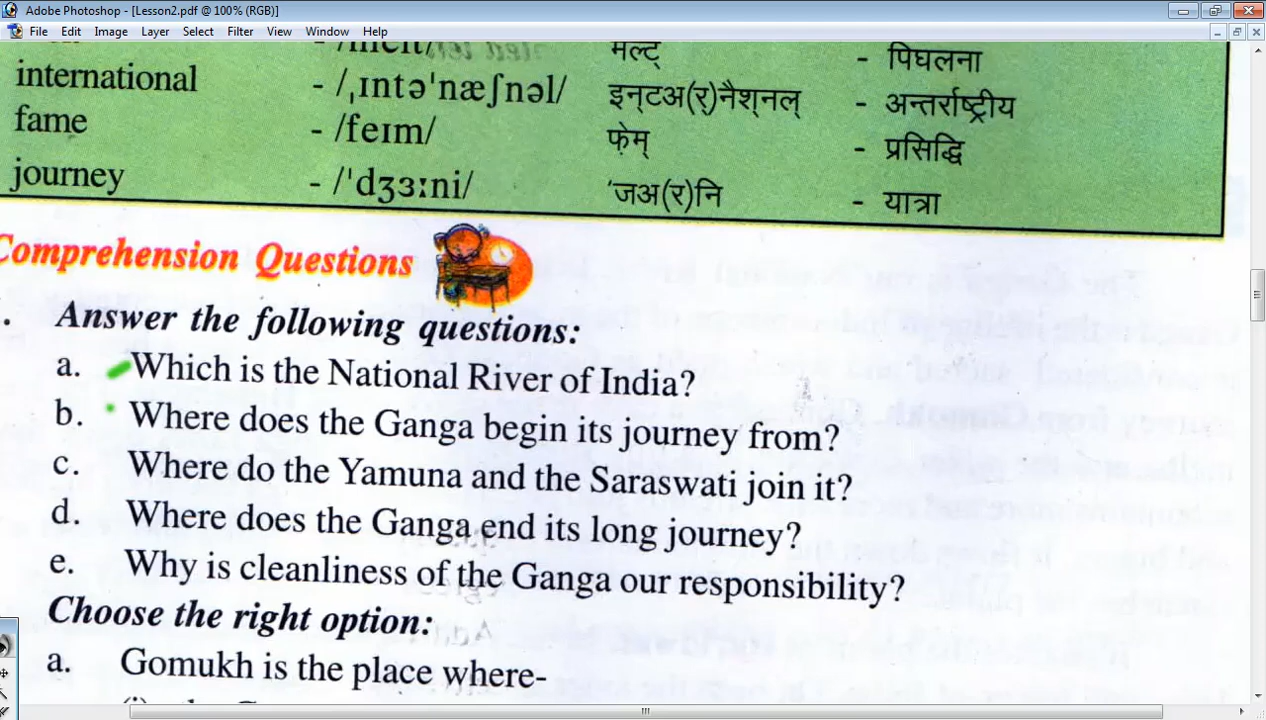 Adobe Photoshop - [Lesson2.pdf @ 100% (RGB)]
File Edit Image Layer Select Filter View Window Help
मेल्ट् - पिघलना
international - /ˌɪntəˈnæʃnəl/ इन्टअ(र्)नैश्नल् - अन्तर्राष्ट्रीय
fame - /feɪm/ फ़ेम् - प्रसिद्धि
journey - /ˈdʒɜːni/ 'जअ(र)नि - यात्रा
Comprehension Questions
. Answer the following questions:
a. Which is the National River of India?
b. Where does the Ganga begin its journey from?
c. Where do the Yamuna and the Saraswati join it?
d. Where does the Ganga end its long journey?
e. Why is cleanliness of the Ganga our responsibility?
Choose the right option:
a. Gomukh is the place where-